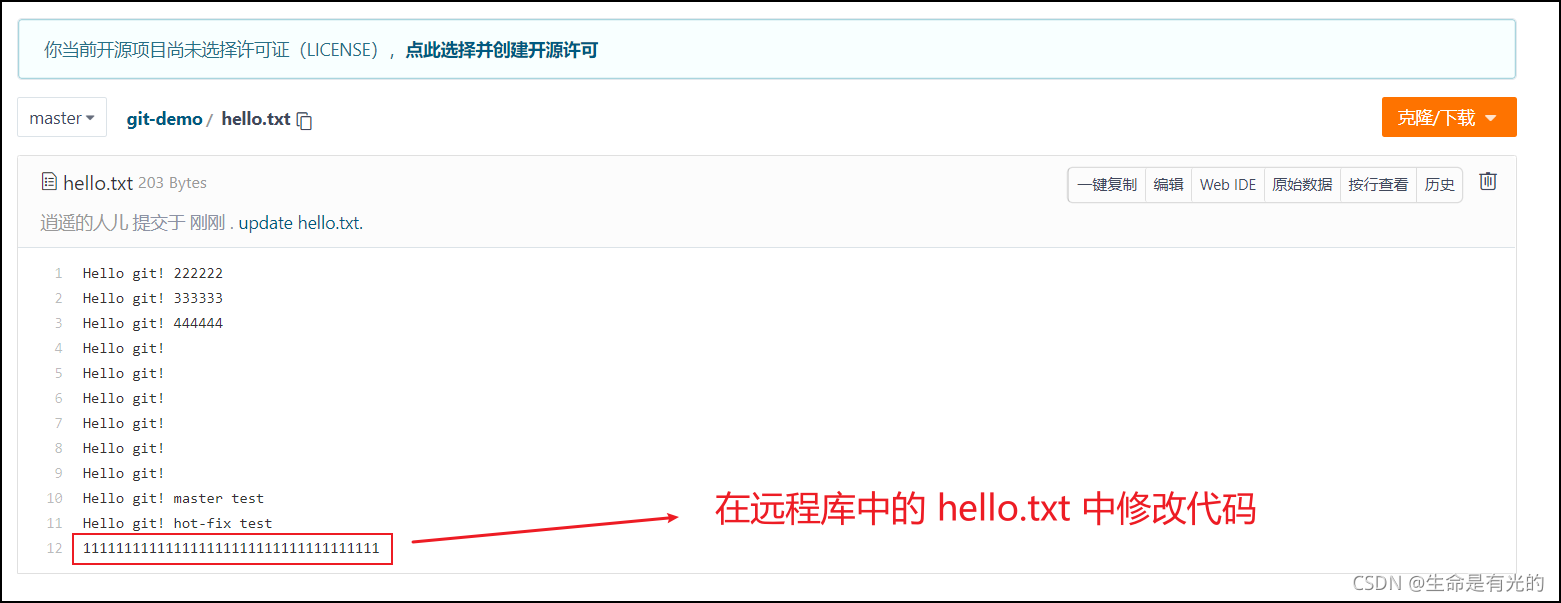 你当前开源项目尚未选择许可证（LICENSE），点此选择并创建开源许可
master git-demo / hello.txt 克隆/下载
hello.txt 203 Bytes 一键复制 编辑 Web IDE 原始数据 按行查看 历史
逍遥的人儿 提交于 刚刚 . update hello.txt.
1 Hello git! 222222
2 Hello git! 333333
3 Hello git! 444444
4 Hello git!
5 Hello git!
6 Hello git!
7 Hello git!
8 Hello git!
9 Hello git!
10 Hello git! master test
11 Hello git! hot-fix test
12 111111111111111111111111111111111111
在远程库中的 hello.txt 中修改代码
CSDN @生命是有光的